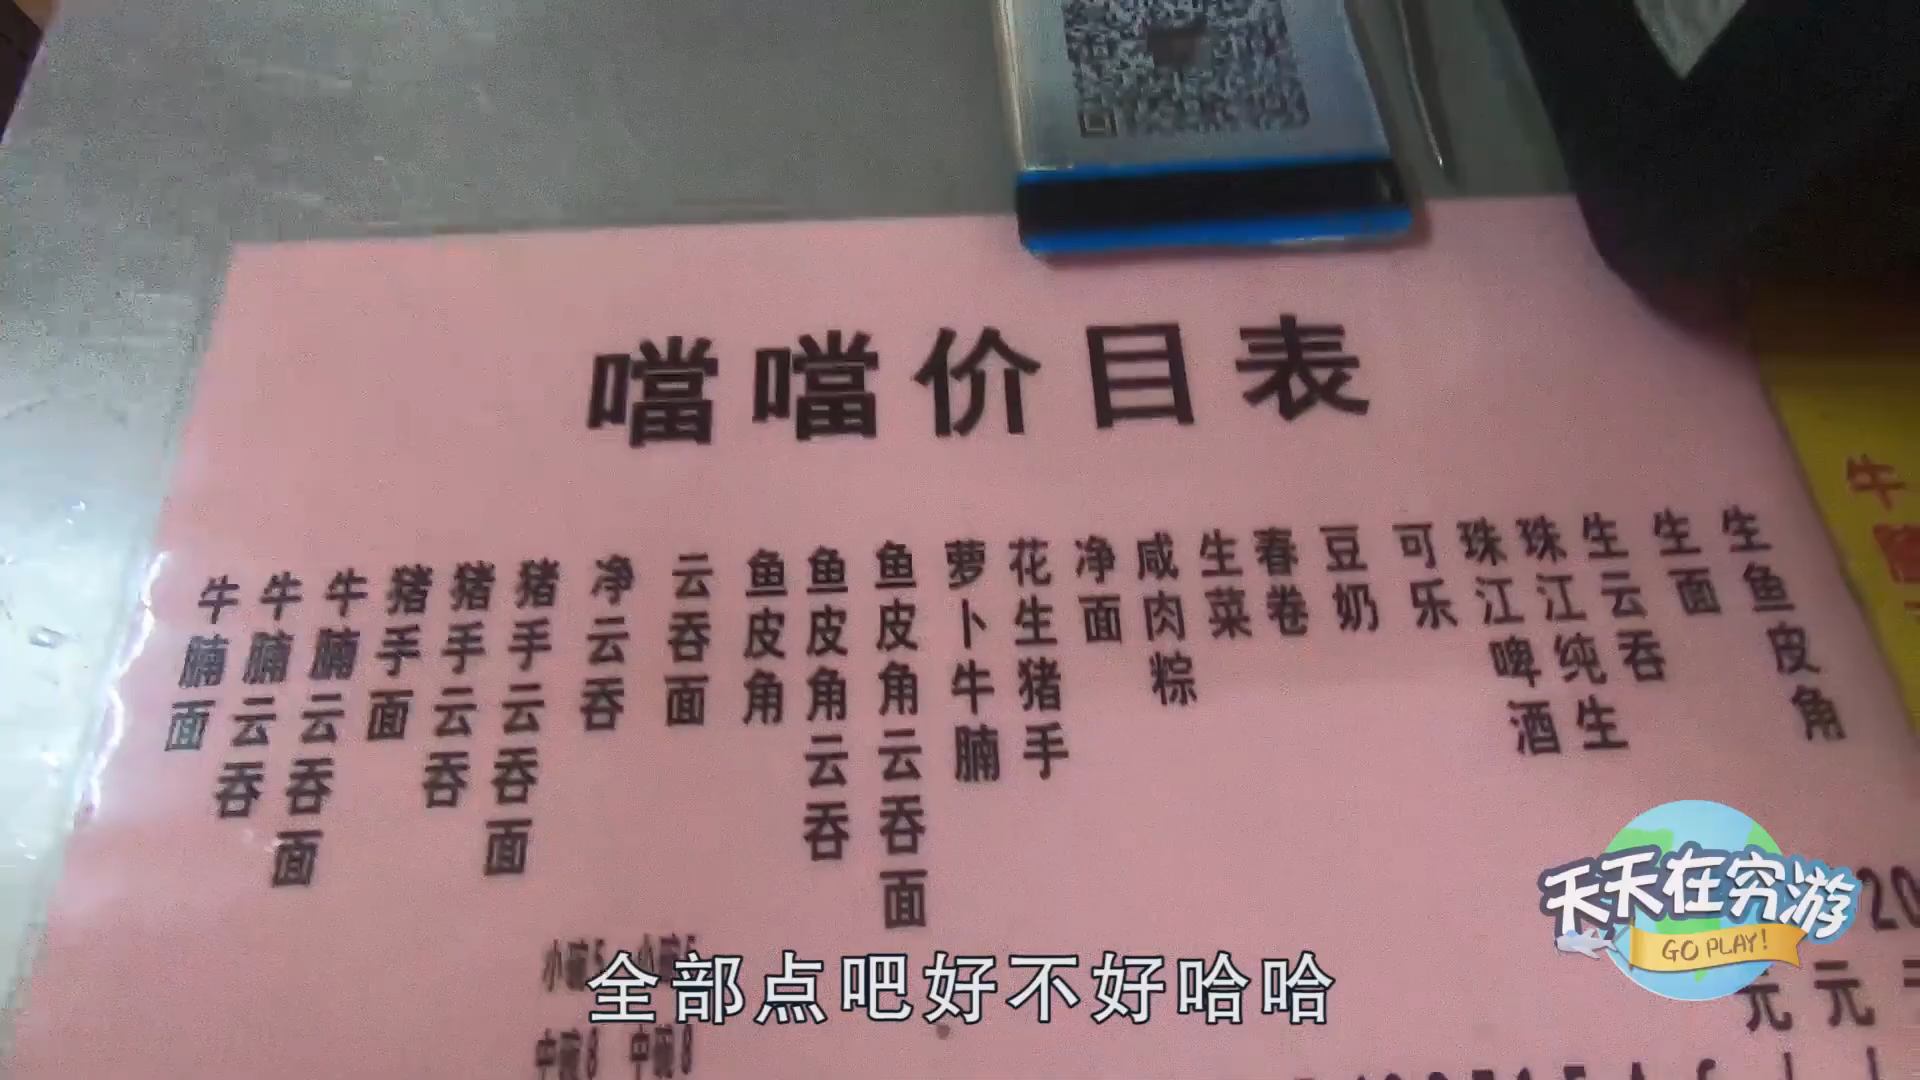 噹噹价目表
牛腩面
牛腩云吞
牛腩云吞面
猪手面
猪手云吞
猪手云吞面
净云吞
云吞面
鱼皮角
鱼皮角云吞
鱼皮角云吞面
萝卜牛腩
花生猪手
净面
咸肉粽
生菜
春卷
豆奶
可乐
珠江啤酒
珠江纯生
生云吞
生面
生鱼皮角
牛腩
小碗5 小碗5
中碗8 中碗8
20
元元
天天在穷游
GO PLAY!
全部点吧好不好哈哈